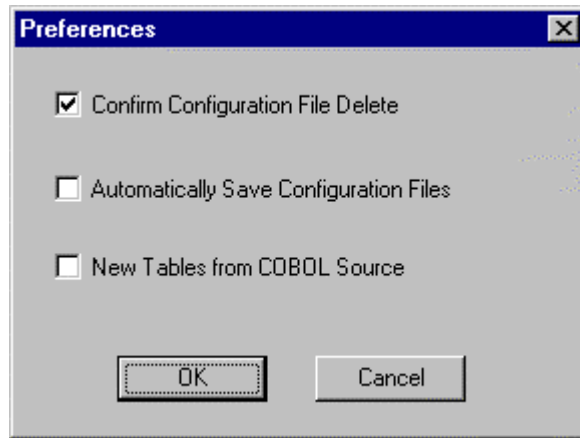 Preferences
Confirm Configuration File Delete
Automatically Save Configuration Files
New Tables from COBOL Source
OK Cancel